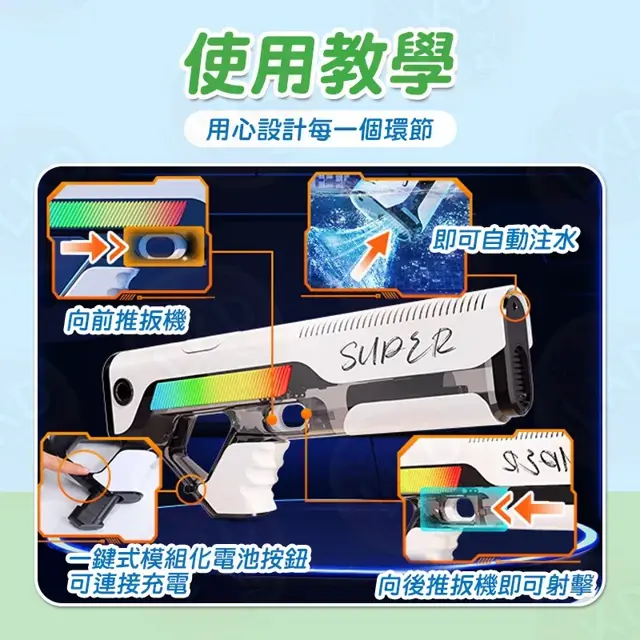 使用教學
用心設計每一個環節
即可自動注水
向前推扳機
SUPER
一鍵式模組化電池按鈕
可連接充電
向後推扳機即可射擊